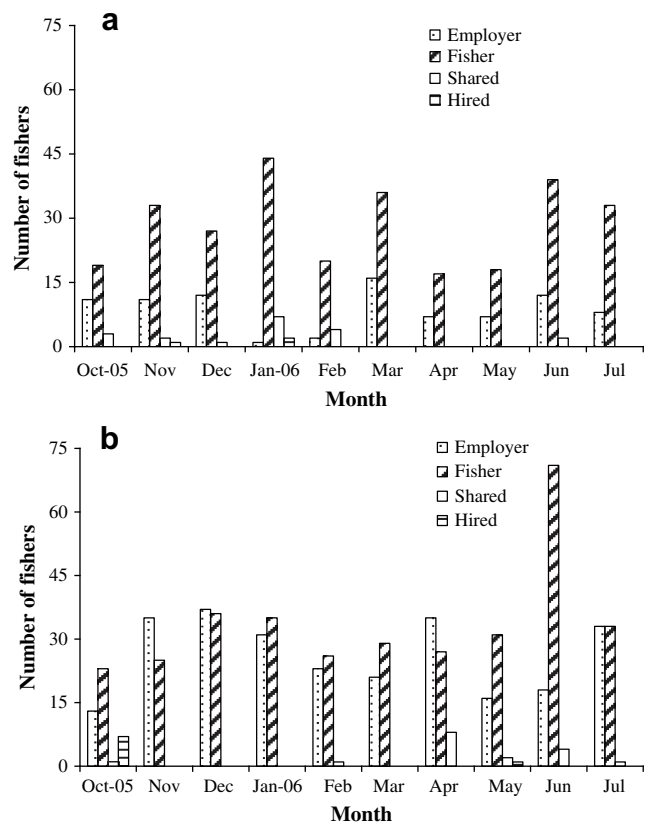 a
75
60
45
30
15
0
Number of fishers
Employer
Fisher
Shared
Hired
Oct-05 Nov Dec Jan-06 Feb Mar Apr May Jun Jul
Month
b
75
60
45
30
15
0
Number of fishers
Employer
Fisher
Shared
Hired
Oct-05 Nov Dec Jan-06 Feb Mar Apr May Jun Jul
Month